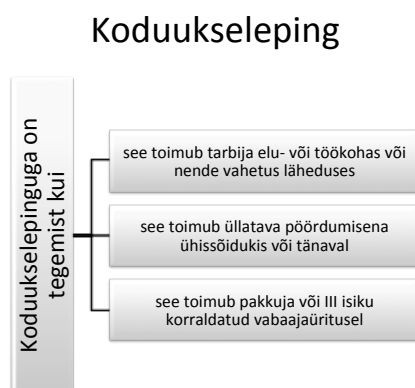 Koduukseleping
Koduukselepinguga on
tegemist kui
see toimub tarbija elu- või töökohas või
nende vahetus läheduses
see toimub üllatava pöördumisena
ühissõidukis või tänaval
see toimub pakkuja või III isiku
korraldatud vabaajaüritusel